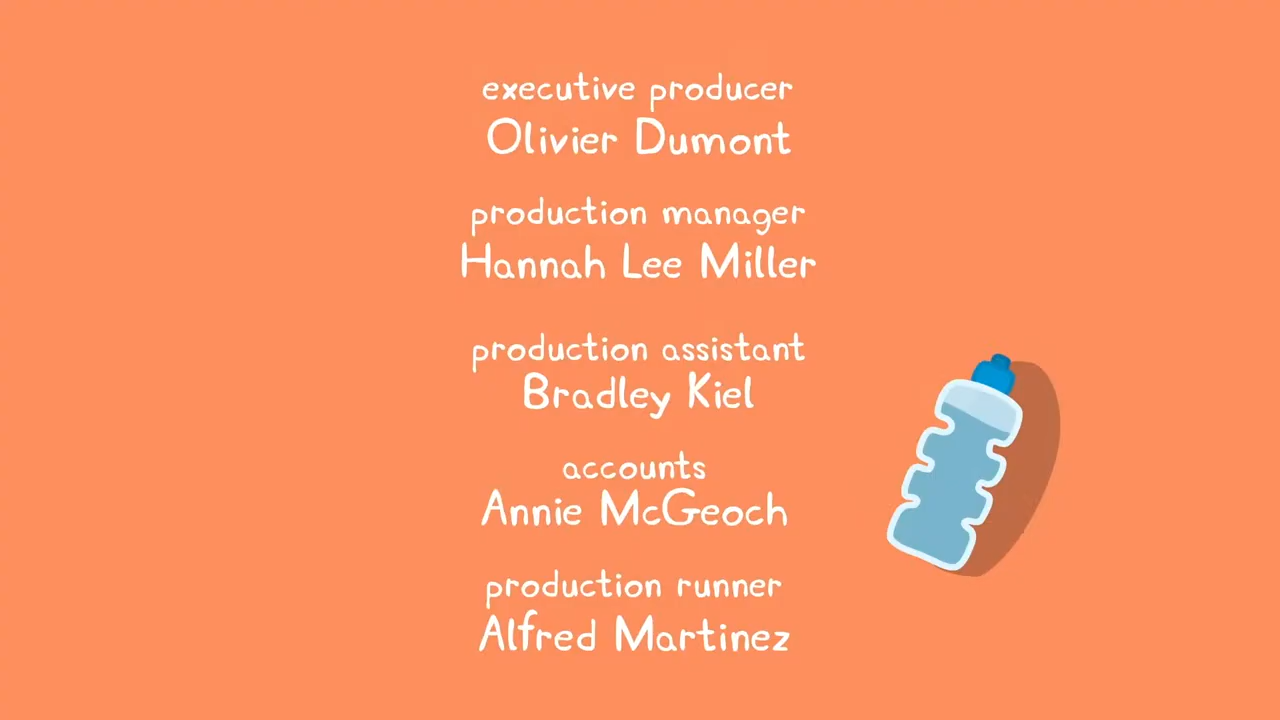 executive producer
Olivier Dumont
production manager
Hannah Lee Miller
production assistant
Bradley Kiel
accounts
Annie McGeoch
production runner
Alfred Martinez